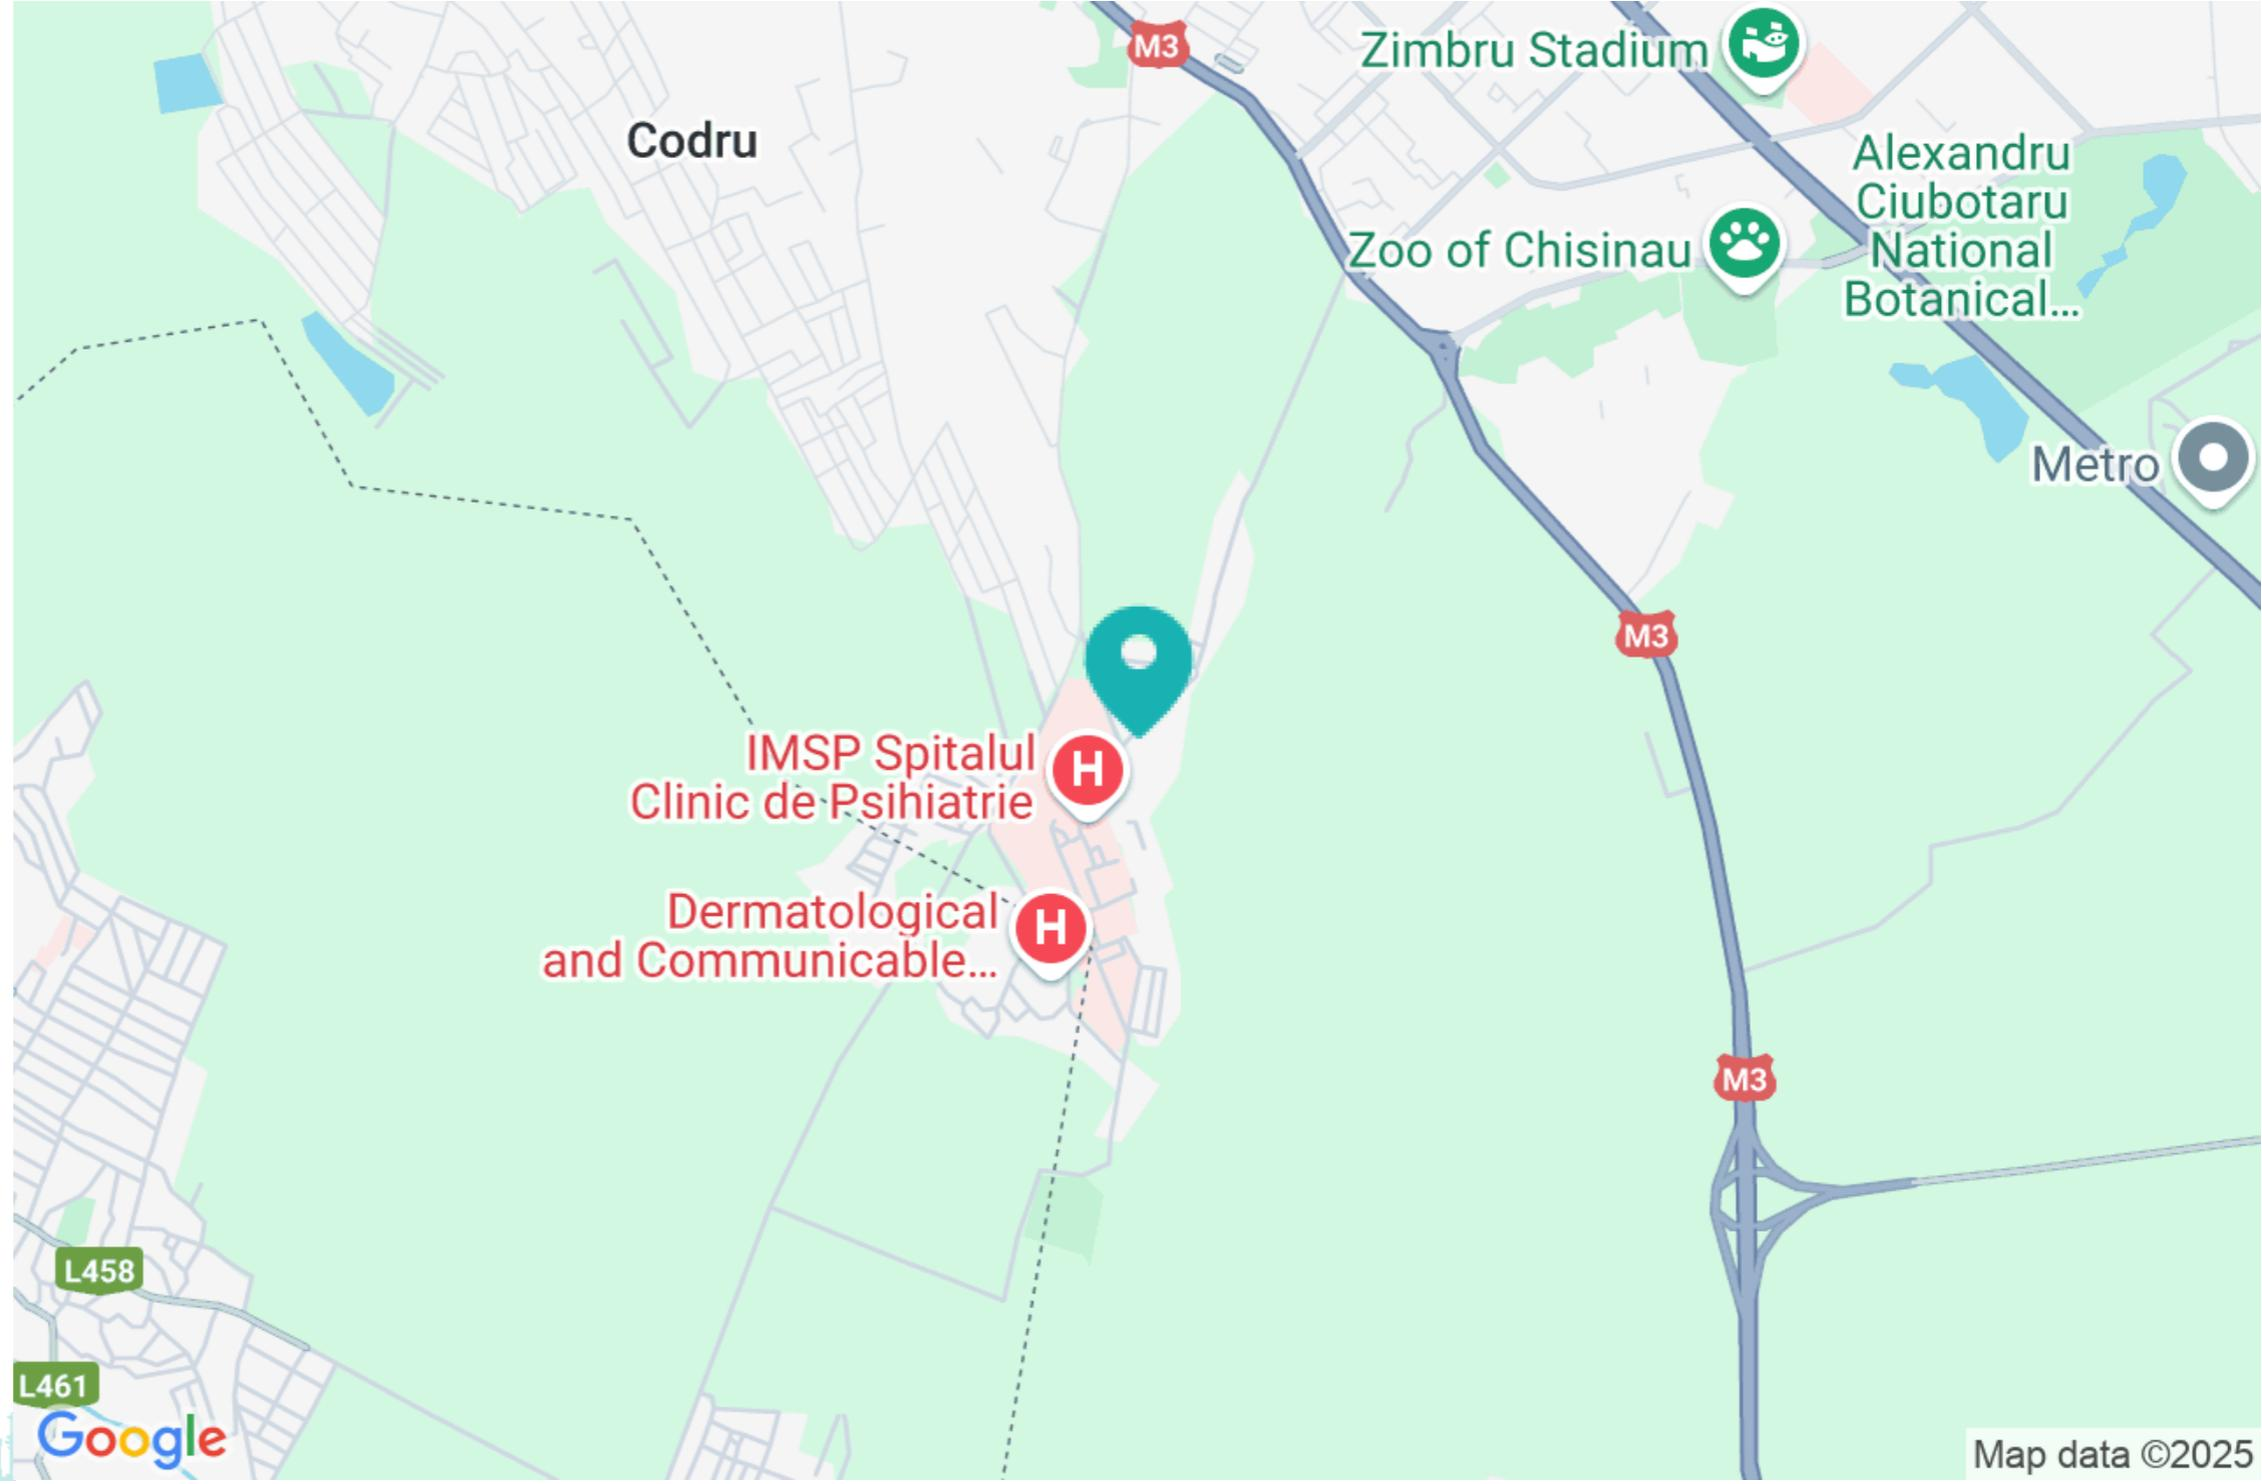 M3
Zimbru Stadium
Codru
Alexandru
Ciubotaru
National
Botanical...
Zoo of Chisinau
Metro
M3
IMSP Spitalul
Clinic de Psihiatrie
H
Dermatological
and Communicable...
H
M3
L458
L461
Google
Map data ©2025